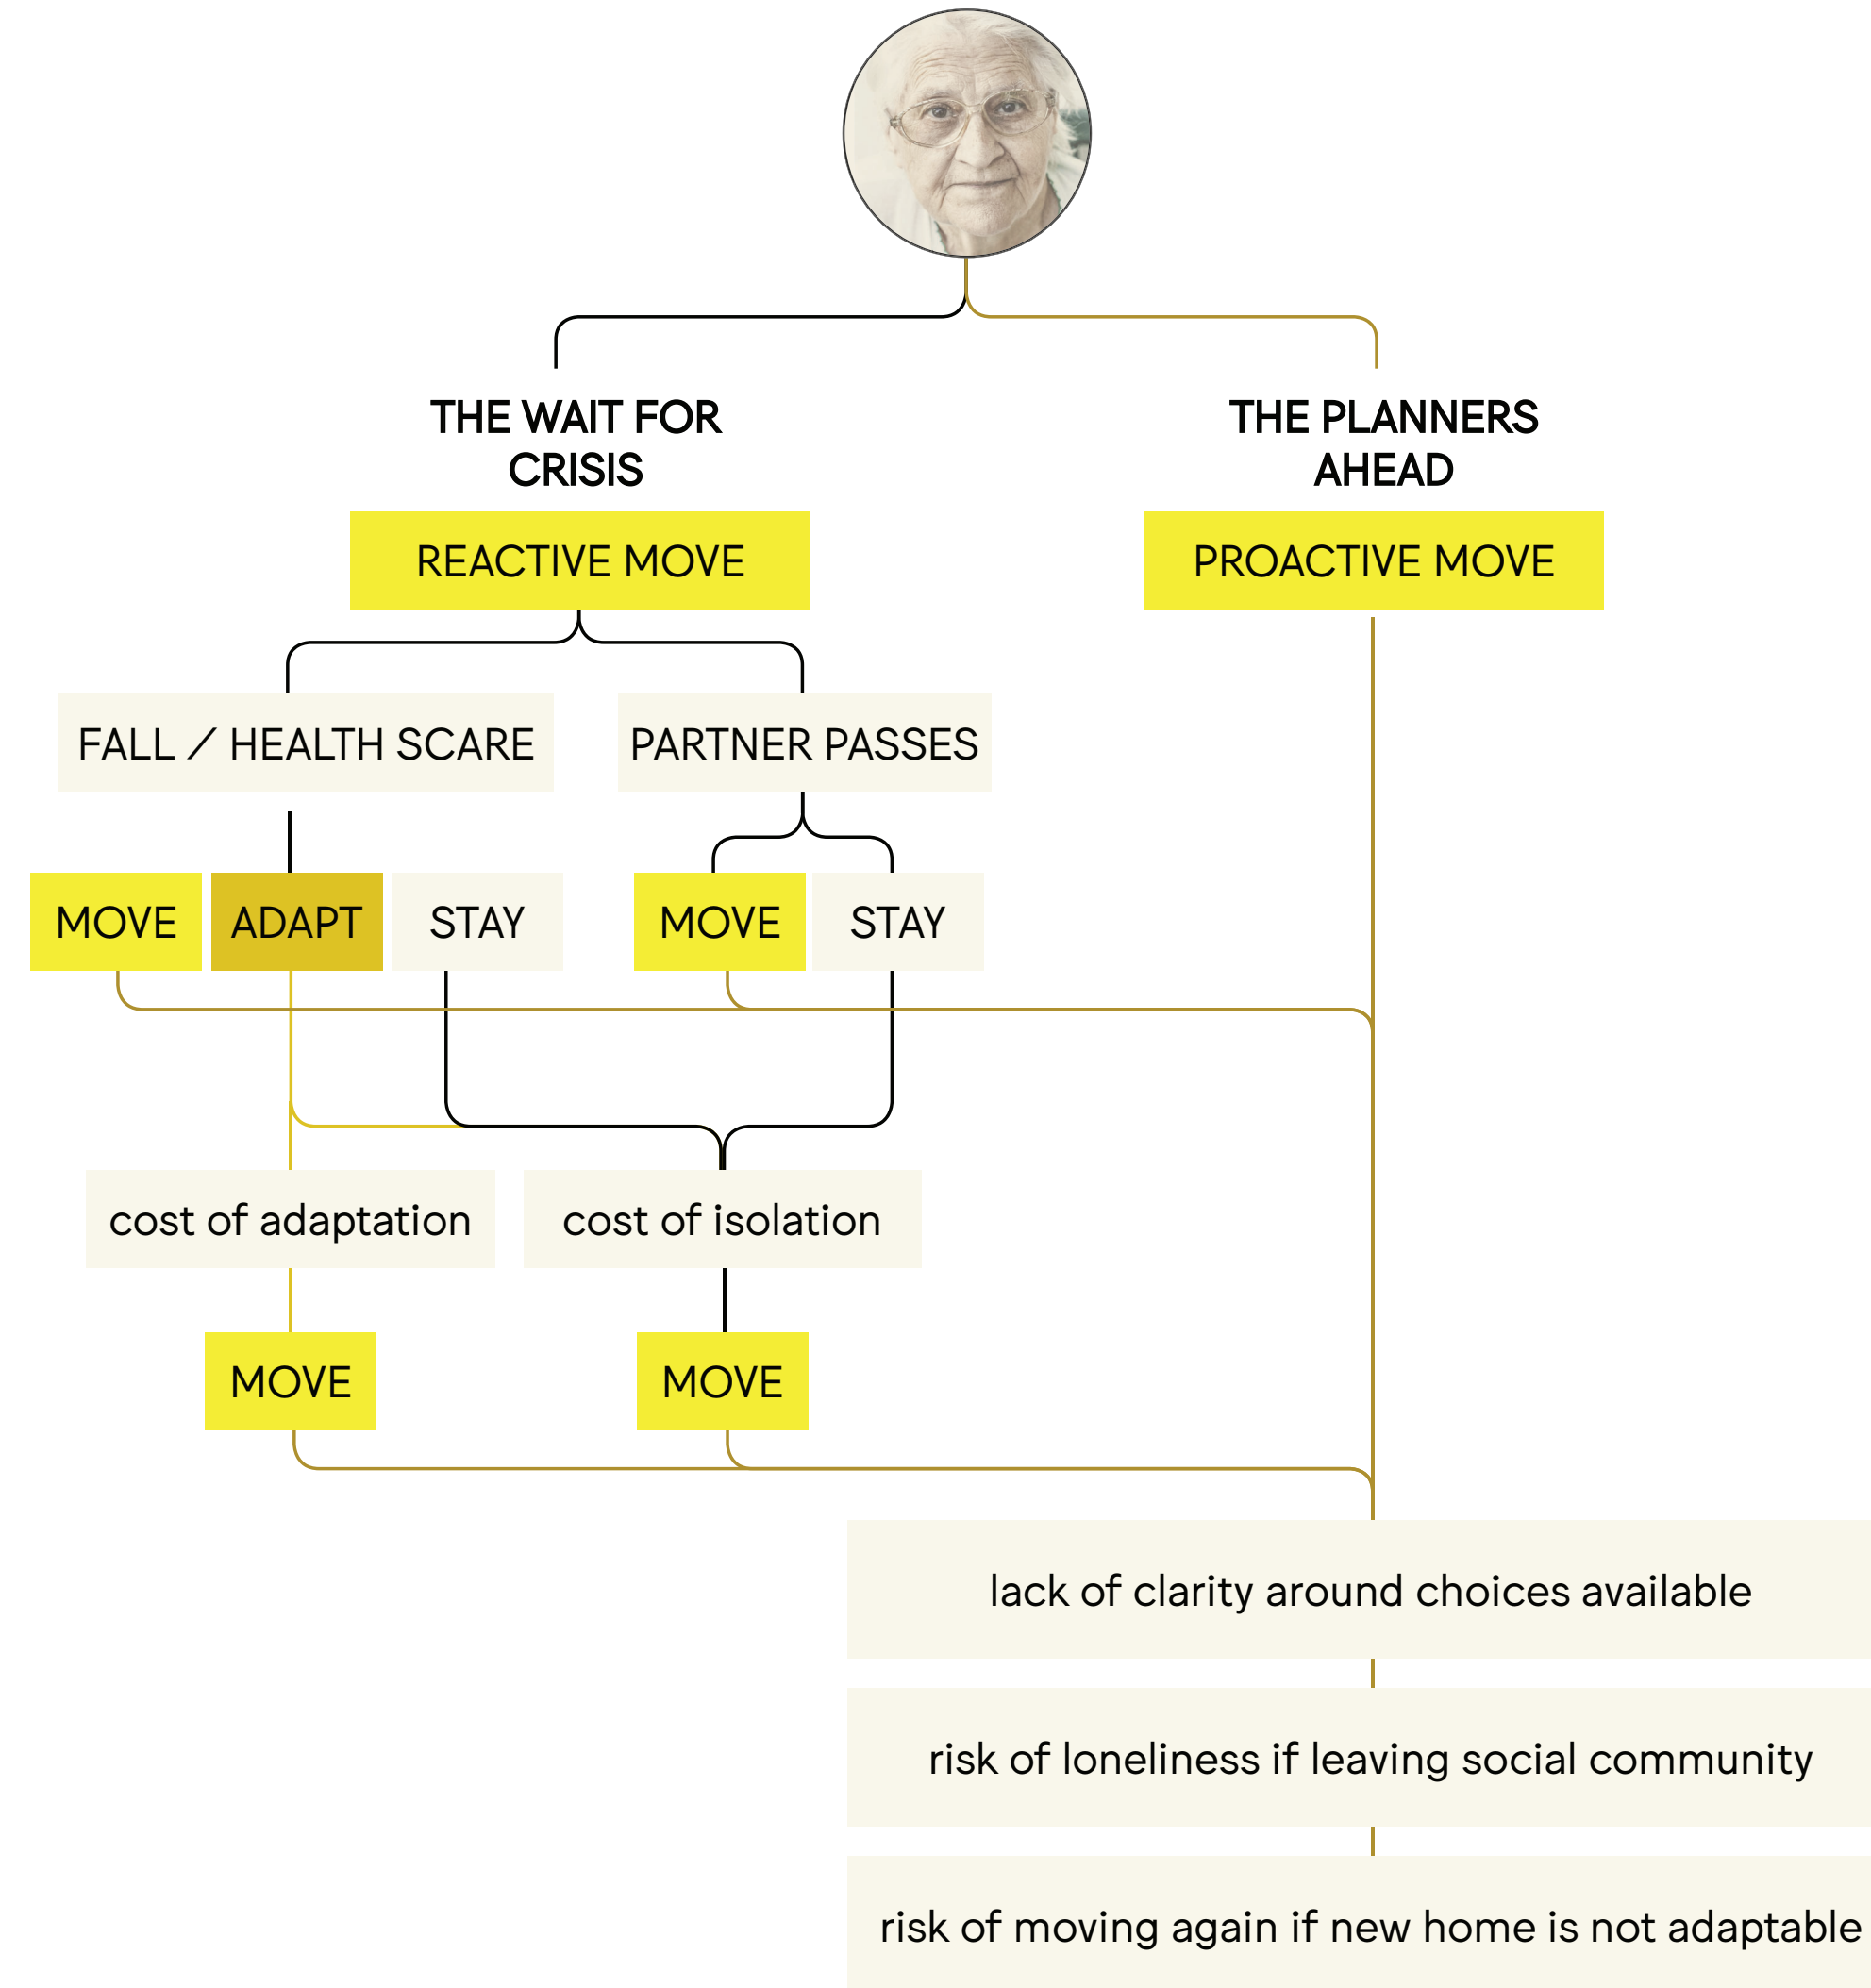 THE WAIT FOR
CRISIS
THE PLANNERS
AHEAD
REACTIVE MOVE
PROACTIVE MOVE
FALL / HEALTH SCARE
PARTNER PASSES
MOVE
ADAPT
STAY
MOVE
STAY
cost of adaptation
cost of isolation
MOVE
MOVE
lack of clarity around choices available
risk of loneliness if leaving social community
risk of moving again if new home is not adaptable